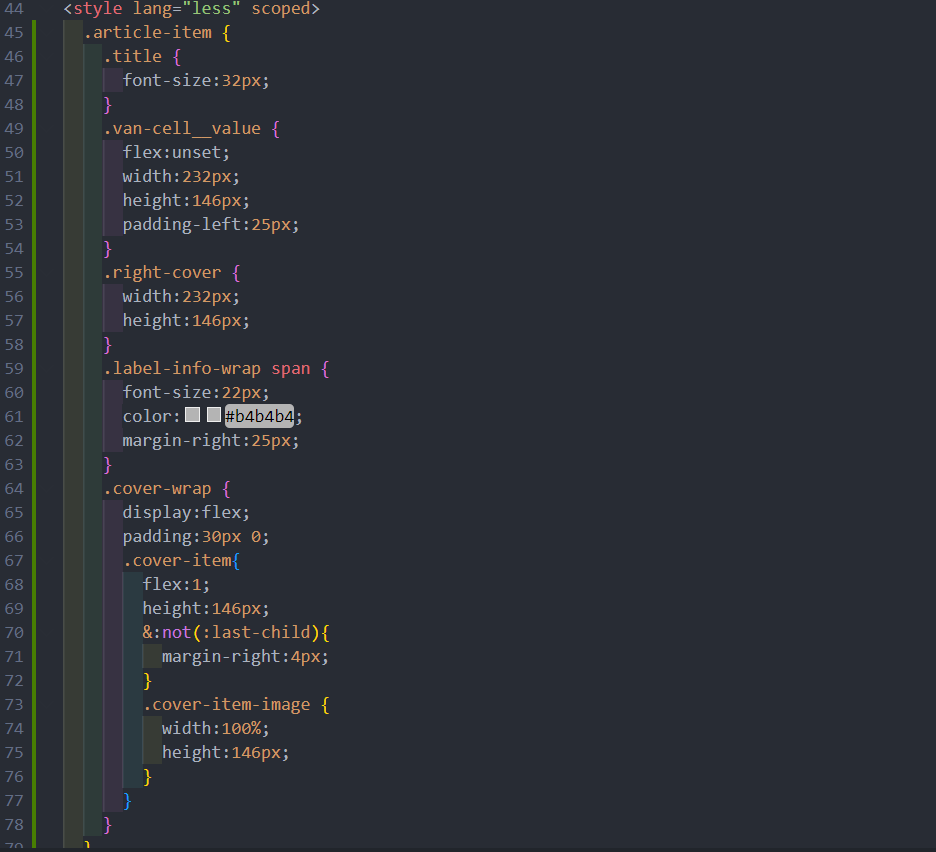 44 <style lang="less" scoped>
45 .article-item {
46 .title {
47 font-size:32px;
48 }
49 .van-cell__value {
50 flex:unset;
51 width:232px;
52 height:146px;
53 padding-left:25px;
54 }
55 .right-cover {
56 width:232px;
57 height:146px;
58 }
59 .label-info-wrap span {
60 font-size:22px;
61 color:#b4b4b4;
62 margin-right:25px;
63 }
64 .cover-wrap {
65 display:flex;
66 padding:30px 0;
67 .cover-item{
68 flex:1;
69 height:146px;
70 &:not(:last-child){
71 margin-right:4px;
72 }
73 .cover-item-image {
74 width:100%;
75 height:146px;
76 }
77 }
78 }
79 }